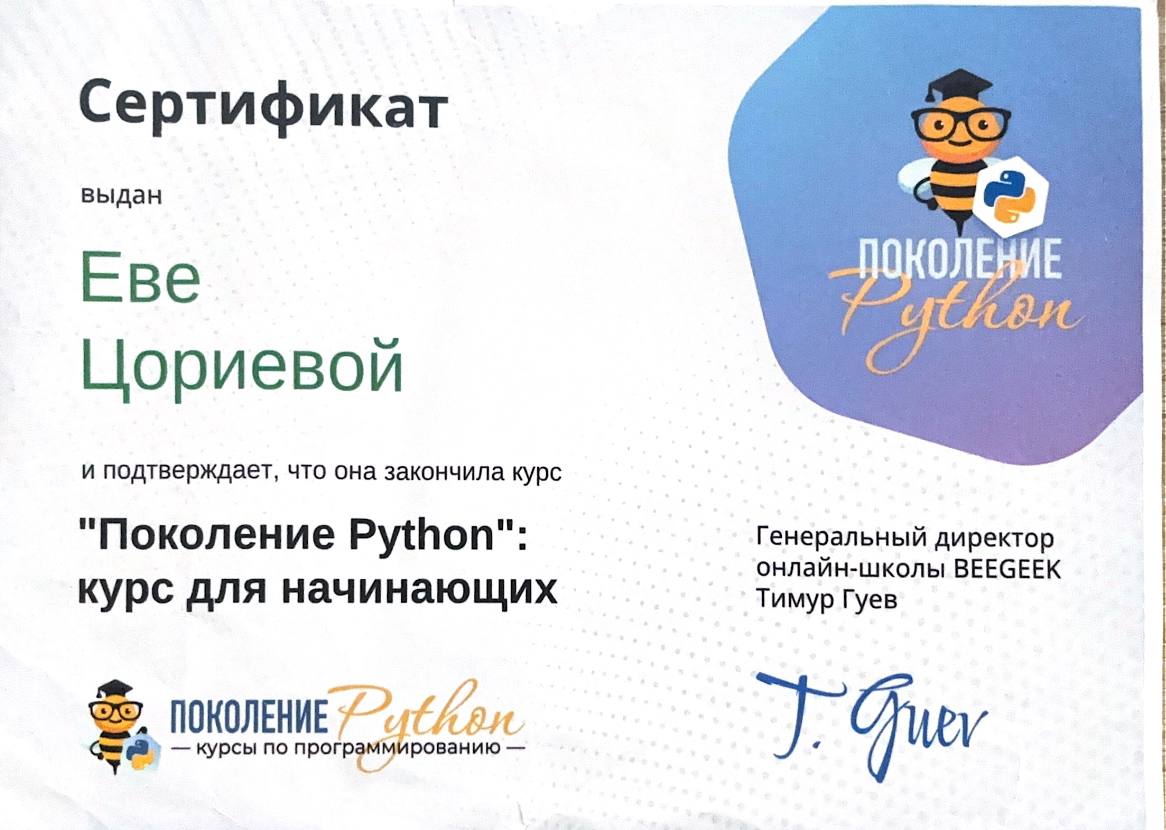 Сертификат
выдан
Еве
Цориевой
и подтверждает, что она закончила курс
"Поколение Python":
курс для начинающих
ПОКОЛЕНИЕ Python
— курсы по программированию —
ПОКОЛЕНИЕ
Python
Генеральный директор
онлайн-школы BEEGEEK
Тимур Гуев
T. Guev